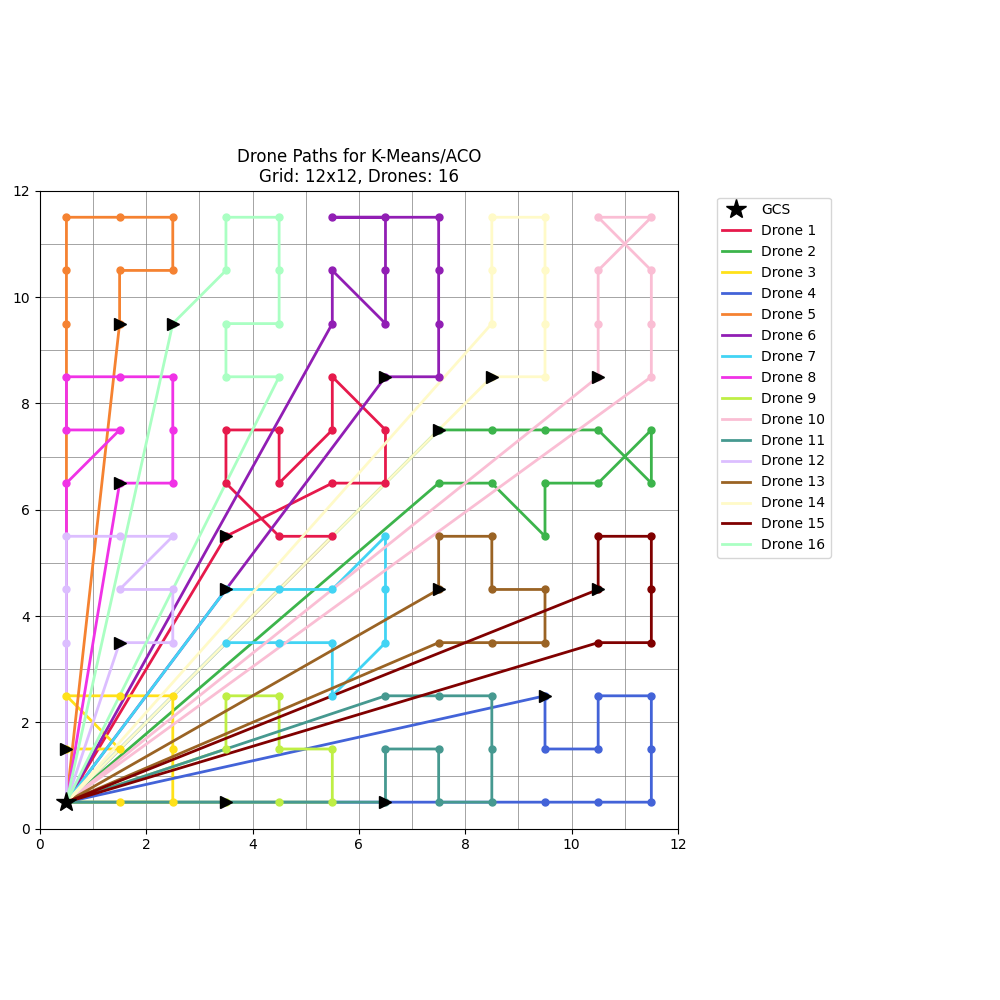 Drone Paths for K-Means/ACO
Grid: 12x12, Drones: 16
12
10
8
6
4
2
0
0 2 4 6 8 10 12
GCS
Drone 1
Drone 2
Drone 3
Drone 4
Drone 5
Drone 6
Drone 7
Drone 8
Drone 9
Drone 10
Drone 11
Drone 12
Drone 13
Drone 14
Drone 15
Drone 16